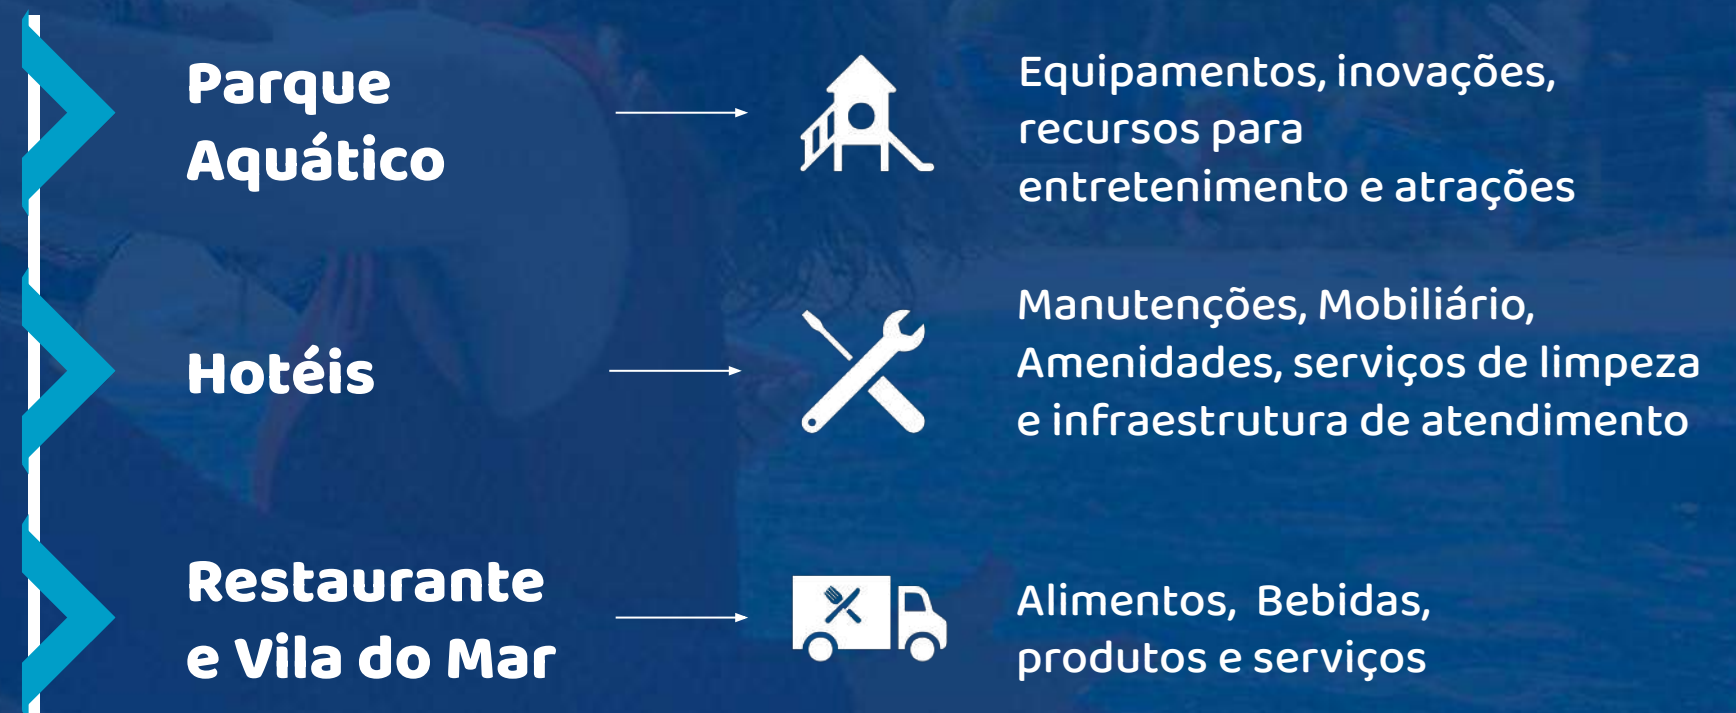 Parque
Aquático
Equipamentos, inovações,
recursos para
entretenimento e atrações
Hotéis
Manutenções, Mobiliário,
Amenidades, serviços de limpeza
e infraestrutura de atendimento
Restaurante
e Vila do Mar
Alimentos, Bebidas,
produtos e serviços